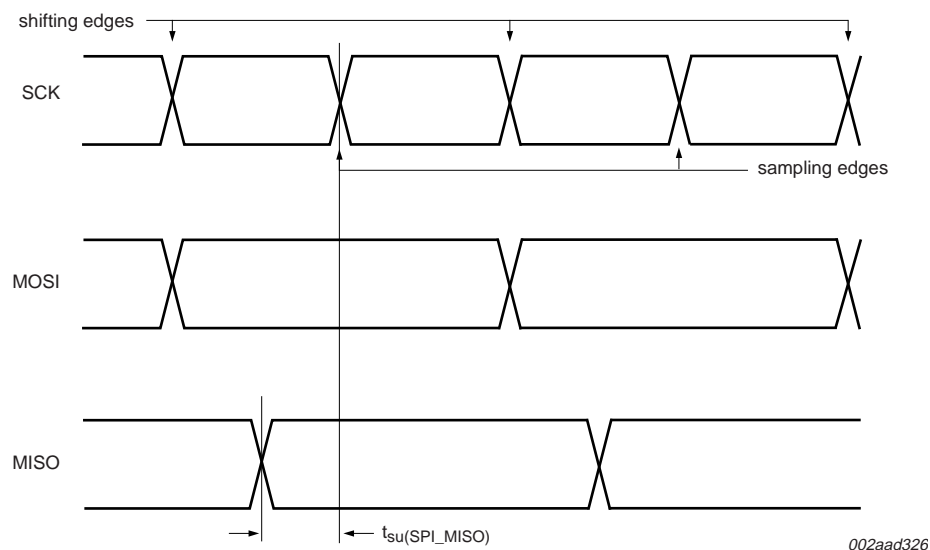 shifting edges
SCK
sampling edges
MOSI
MISO
tsu(SPI_MISO)
002aad326